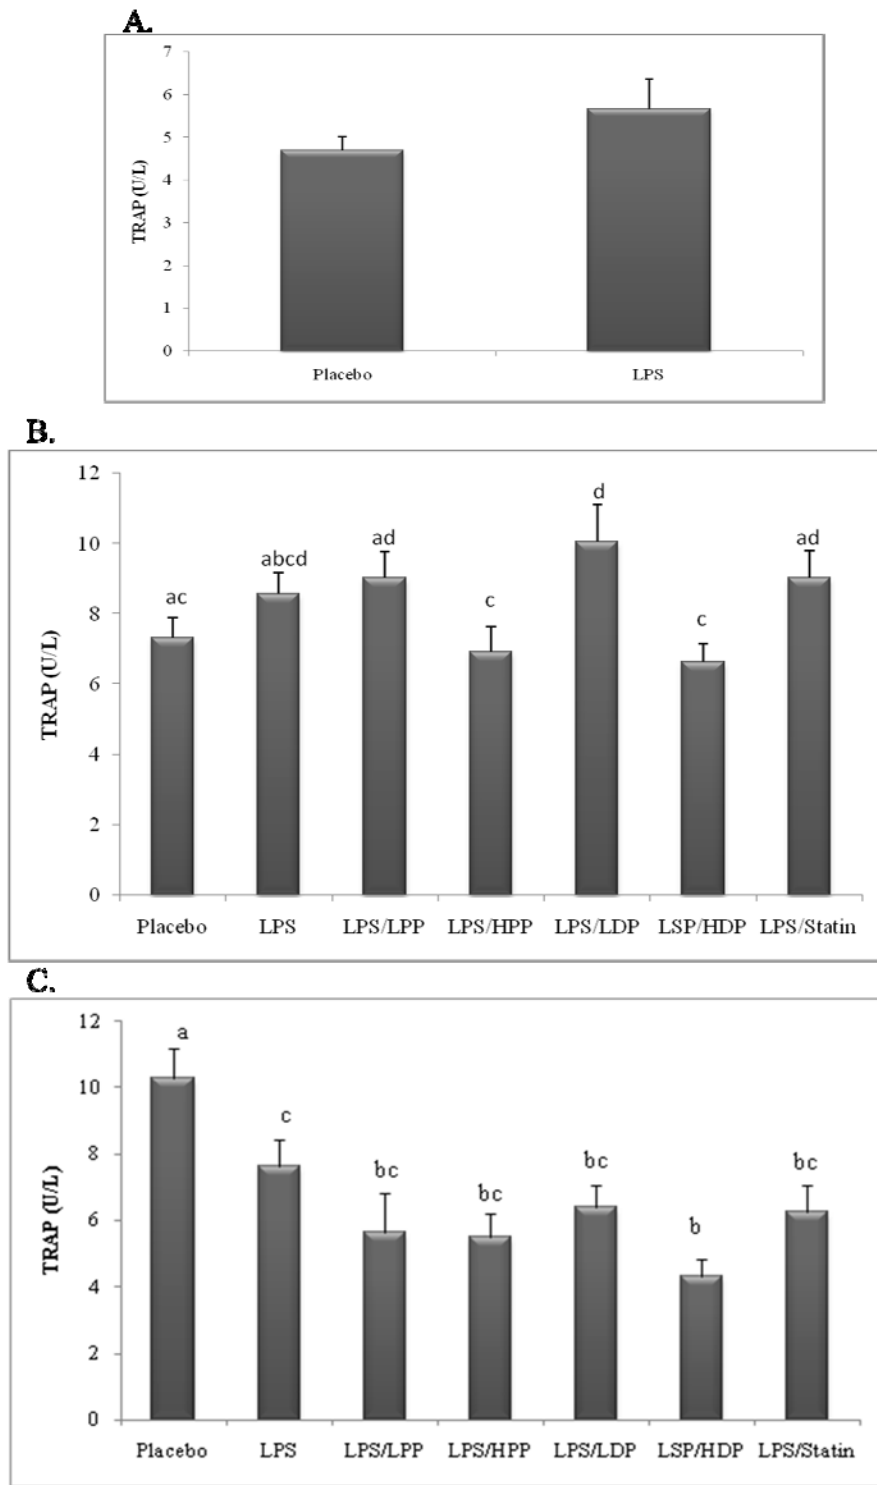 A.
7
6
5
4
3
2
1
0
TRAP (U/L)
Placebo LPS
B.
12
10
8
6
4
2
0
TRAP (U/L)
ac abcd ad c d c ad
Placebo LPS LPS/LPP LPS/HPP LPS/LDP LSP/HDP LPS/Statin
C.
12
10
8
6
4
2
0
TRAP (U/L)
a c bc bc bc b bc
Placebo LPS LPS/LPP LPS/HPP LPS/LDP LSP/HDP LPS/Statin